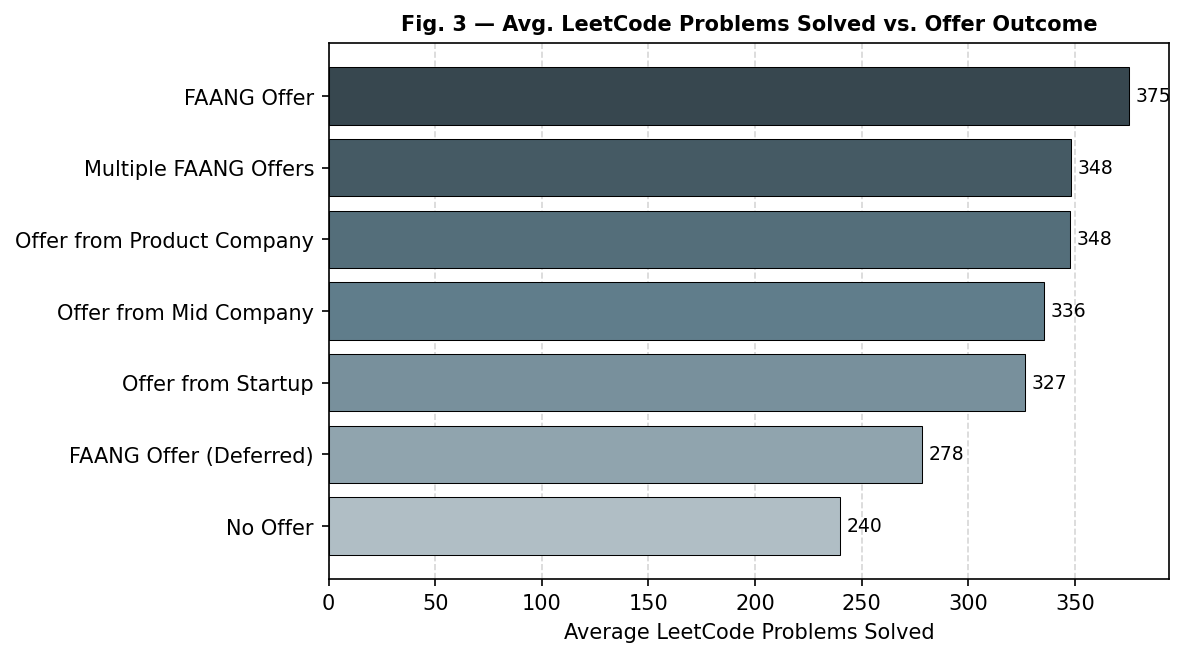 Fig. 3 — Avg. LeetCode Problems Solved vs. Offer Outcome
FAANG Offer 375
Multiple FAANG Offers 348
Offer from Product Company 348
Offer from Mid Company 336
Offer from Startup 327
FAANG Offer (Deferred) 278
No Offer 240
0 50 100 150 200 250 300 350
Average LeetCode Problems Solved